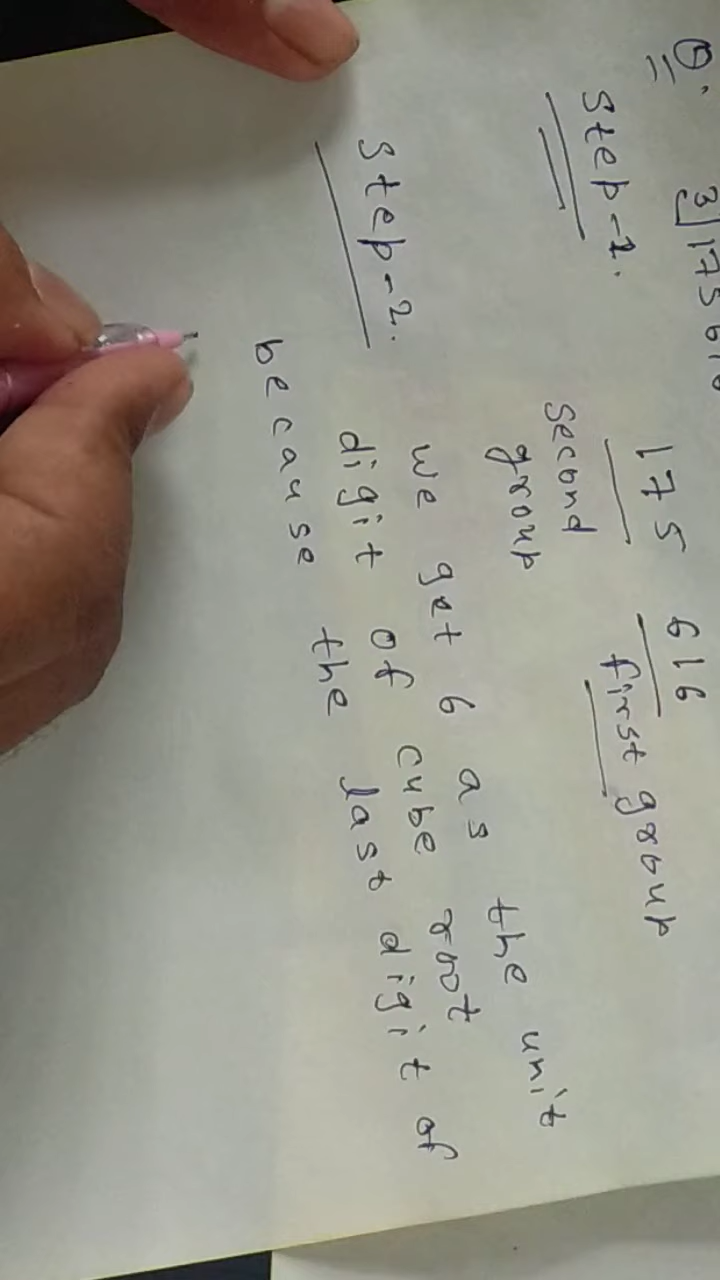 Q. ∛17561
Step-1. 175 616
second group first group
Step-2. we get 6 as the unit
digit of cube root
because the last digit of